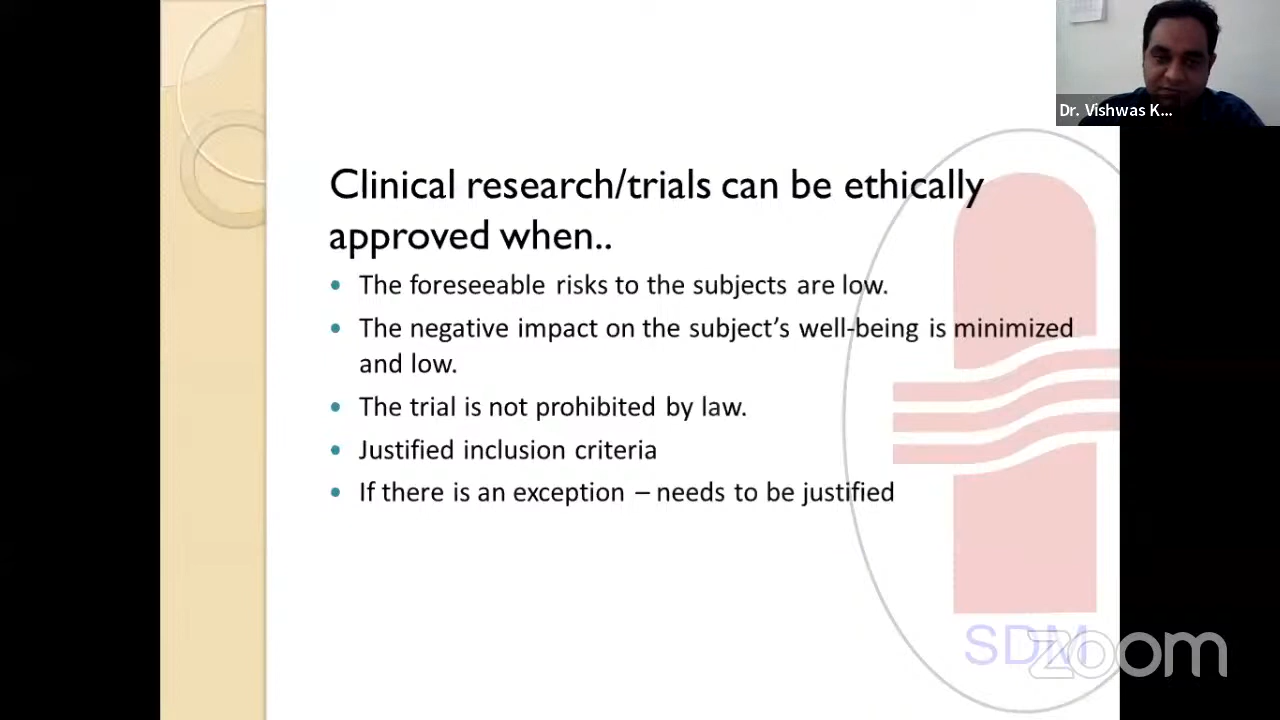 Dr. Vishwas K...
Clinical research/trials can be ethically
approved when..
• The foreseeable risks to the subjects are low.
• The negative impact on the subject's well-being is minimized
and low.
• The trial is not prohibited by law.
• Justified inclusion criteria
• If there is an exception – needs to be justified
SDM
zoom